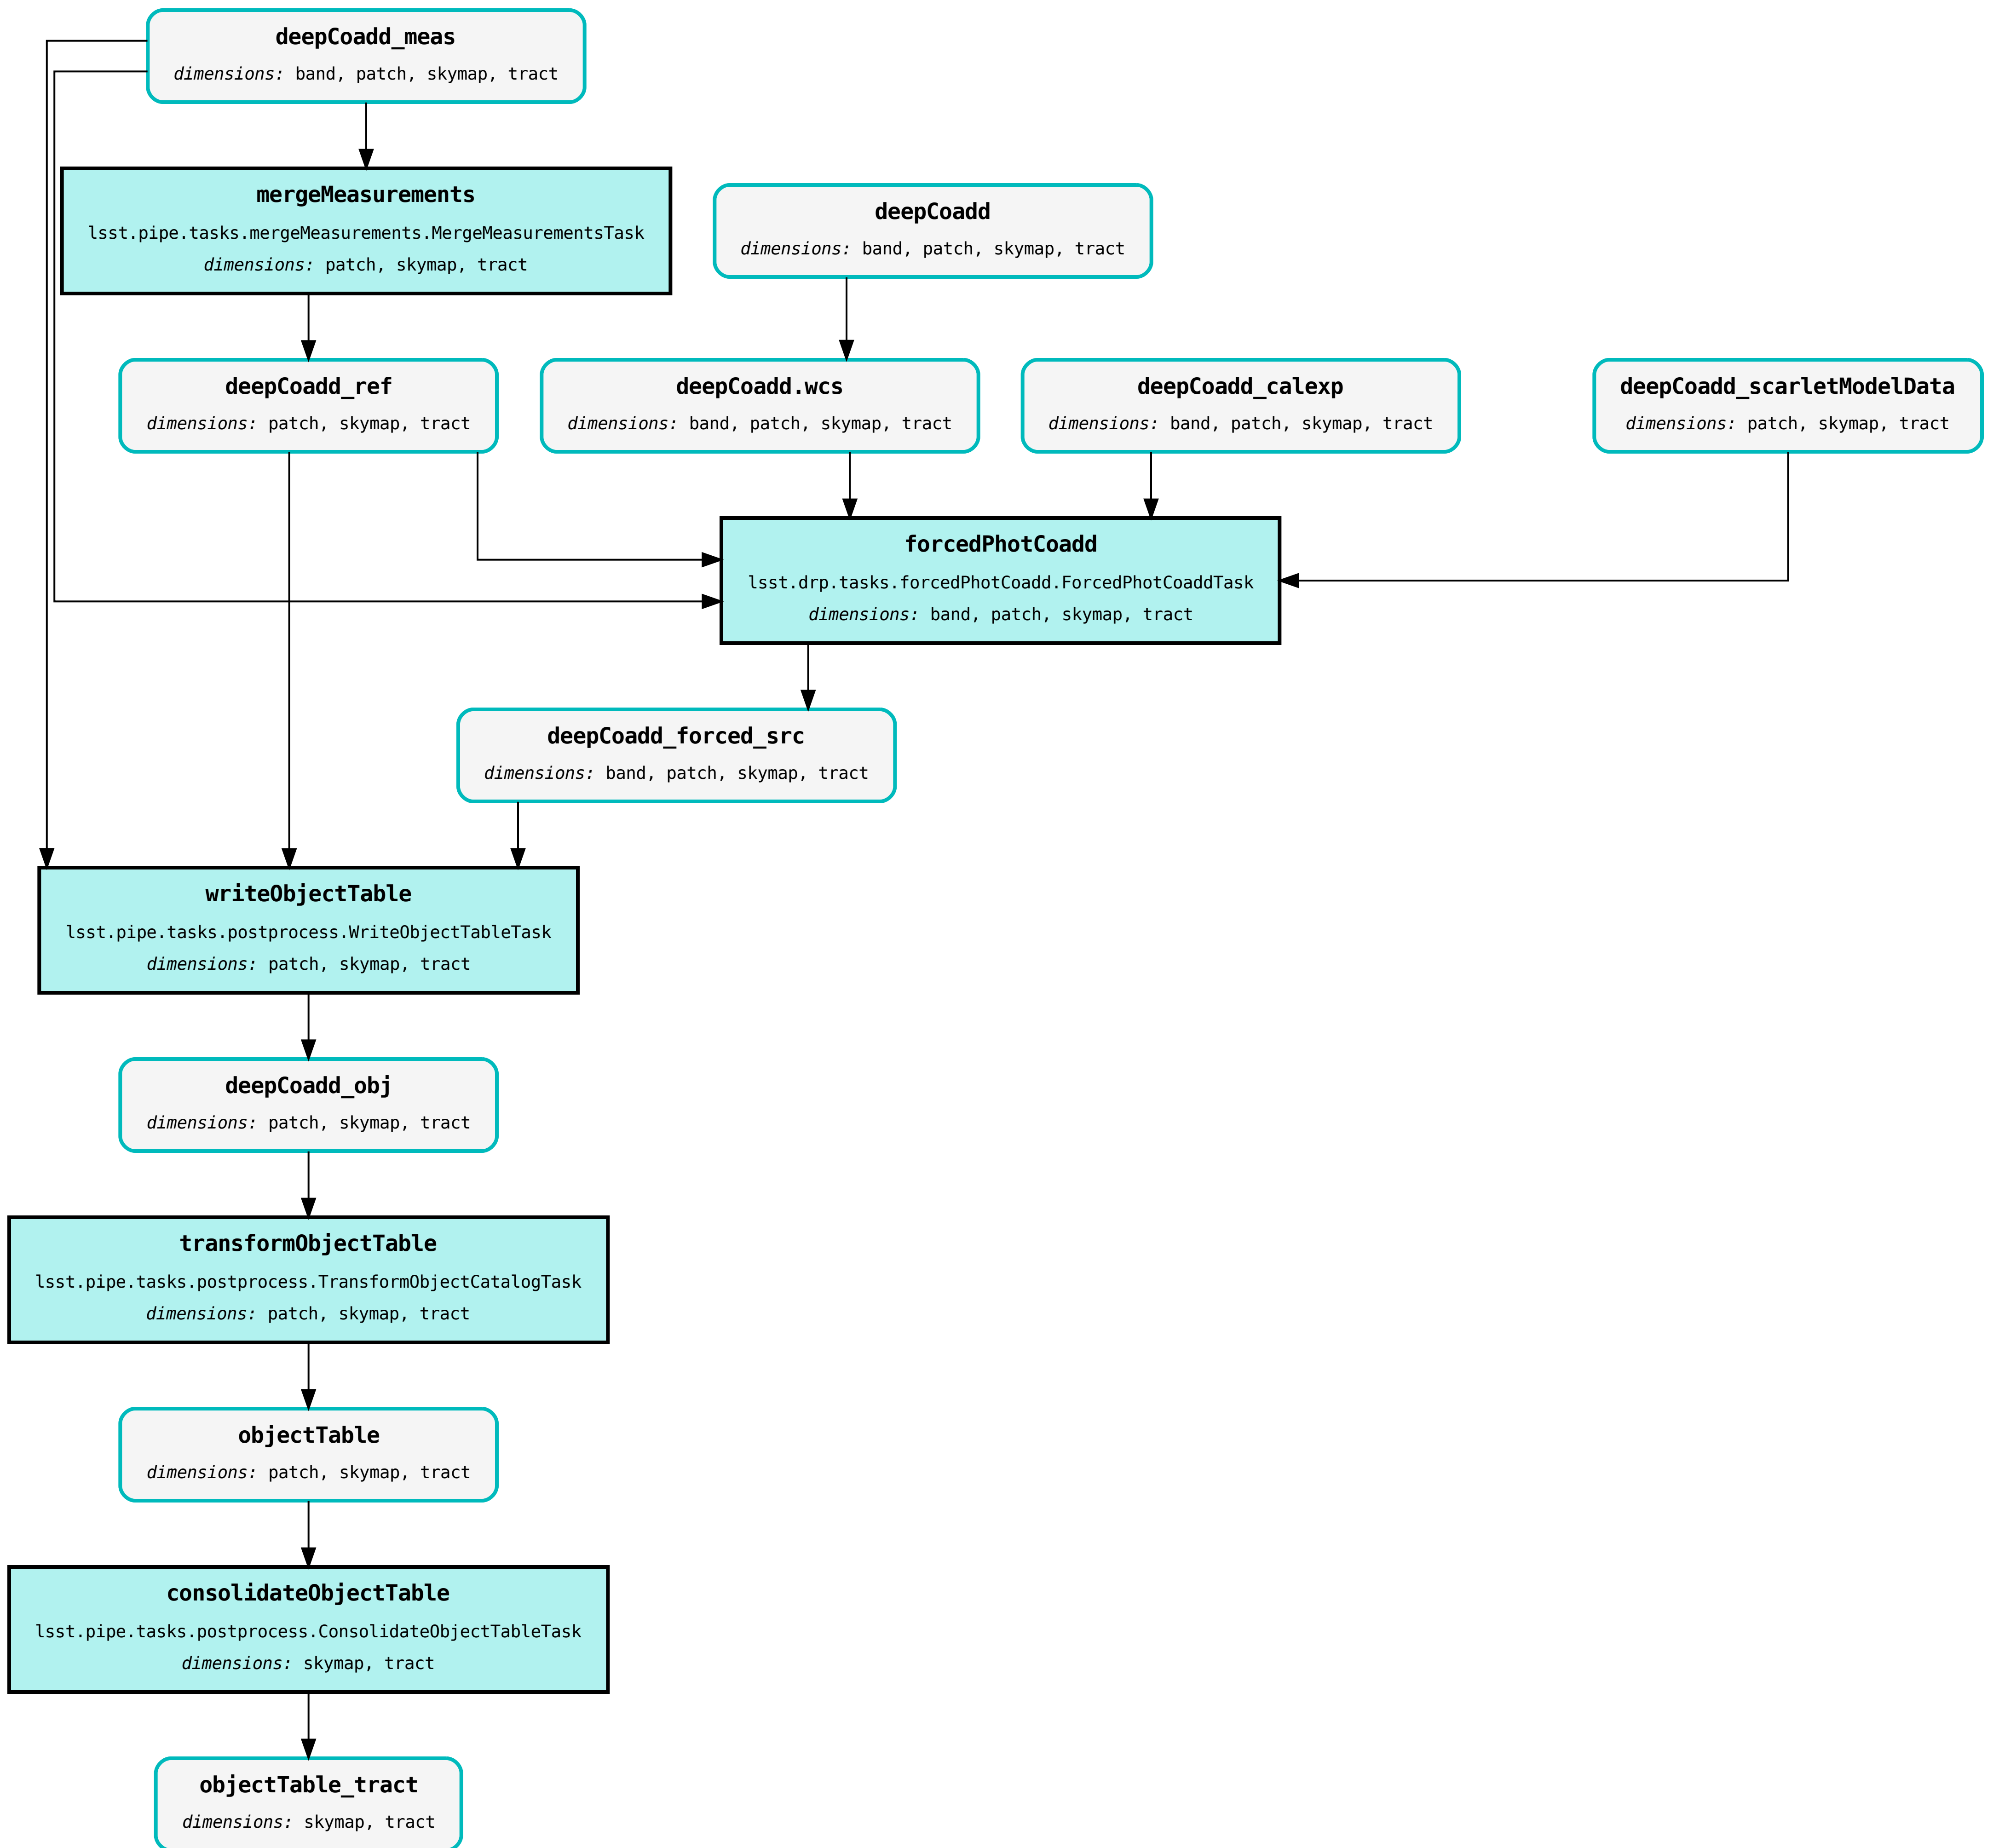 deepCoadd_meas
dimensions: band, patch, skymap, tract
mergeMeasurements
lsst.pipe.tasks.mergeMeasurements.MergeMeasurementsTask
dimensions: patch, skymap, tract
deepCoadd
dimensions: band, patch, skymap, tract
deepCoadd_ref
dimensions: patch, skymap, tract
deepCoadd.wcs
dimensions: band, patch, skymap, tract
deepCoadd_calexp
dimensions: band, patch, skymap, tract
deepCoadd_scarletModelData
dimensions: patch, skymap, tract
forcedPhotCoadd
lsst.drp.tasks.forcedPhotCoadd.ForcedPhotCoaddTask
dimensions: band, patch, skymap, tract
deepCoadd_forced_src
dimensions: band, patch, skymap, tract
writeObjectTable
lsst.pipe.tasks.postprocess.WriteObjectTableTask
dimensions: patch, skymap, tract
deepCoadd_obj
dimensions: patch, skymap, tract
transformObjectTable
lsst.pipe.tasks.postprocess.TransformObjectCatalogTask
dimensions: patch, skymap, tract
objectTable
dimensions: patch, skymap, tract
consolidateObjectTable
lsst.pipe.tasks.postprocess.ConsolidateObjectTableTask
dimensions: skymap, tract
objectTable_tract
dimensions: skymap, tract